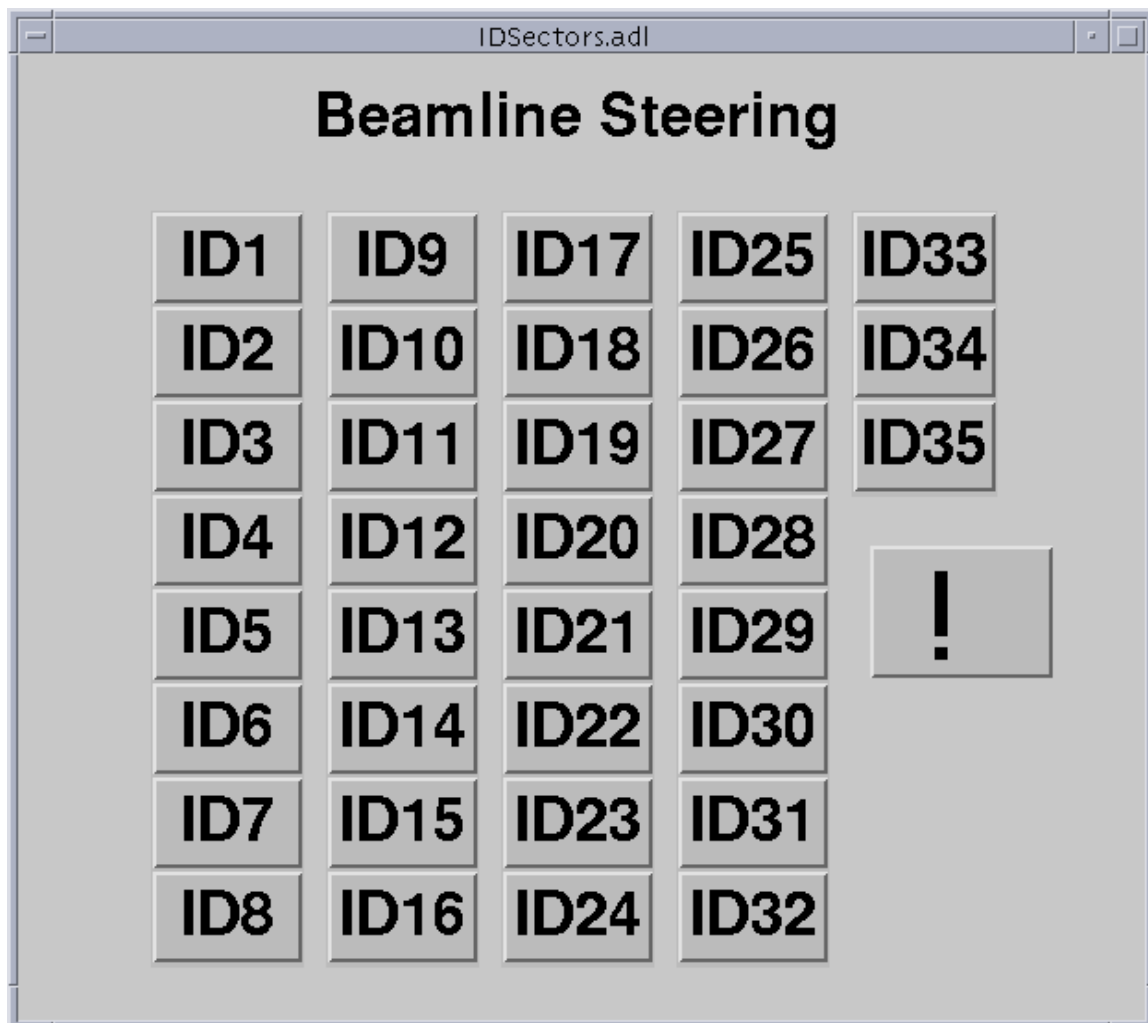 IDSectors.adl
Beamline Steering
ID1 ID9 ID17 ID25 ID33
ID2 ID10 ID18 ID26 ID34
ID3 ID11 ID19 ID27 ID35
ID4 ID12 ID20 ID28
!
ID5 ID13 ID21 ID29
ID6 ID14 ID22 ID30
ID7 ID15 ID23 ID31
ID8 ID16 ID24 ID32